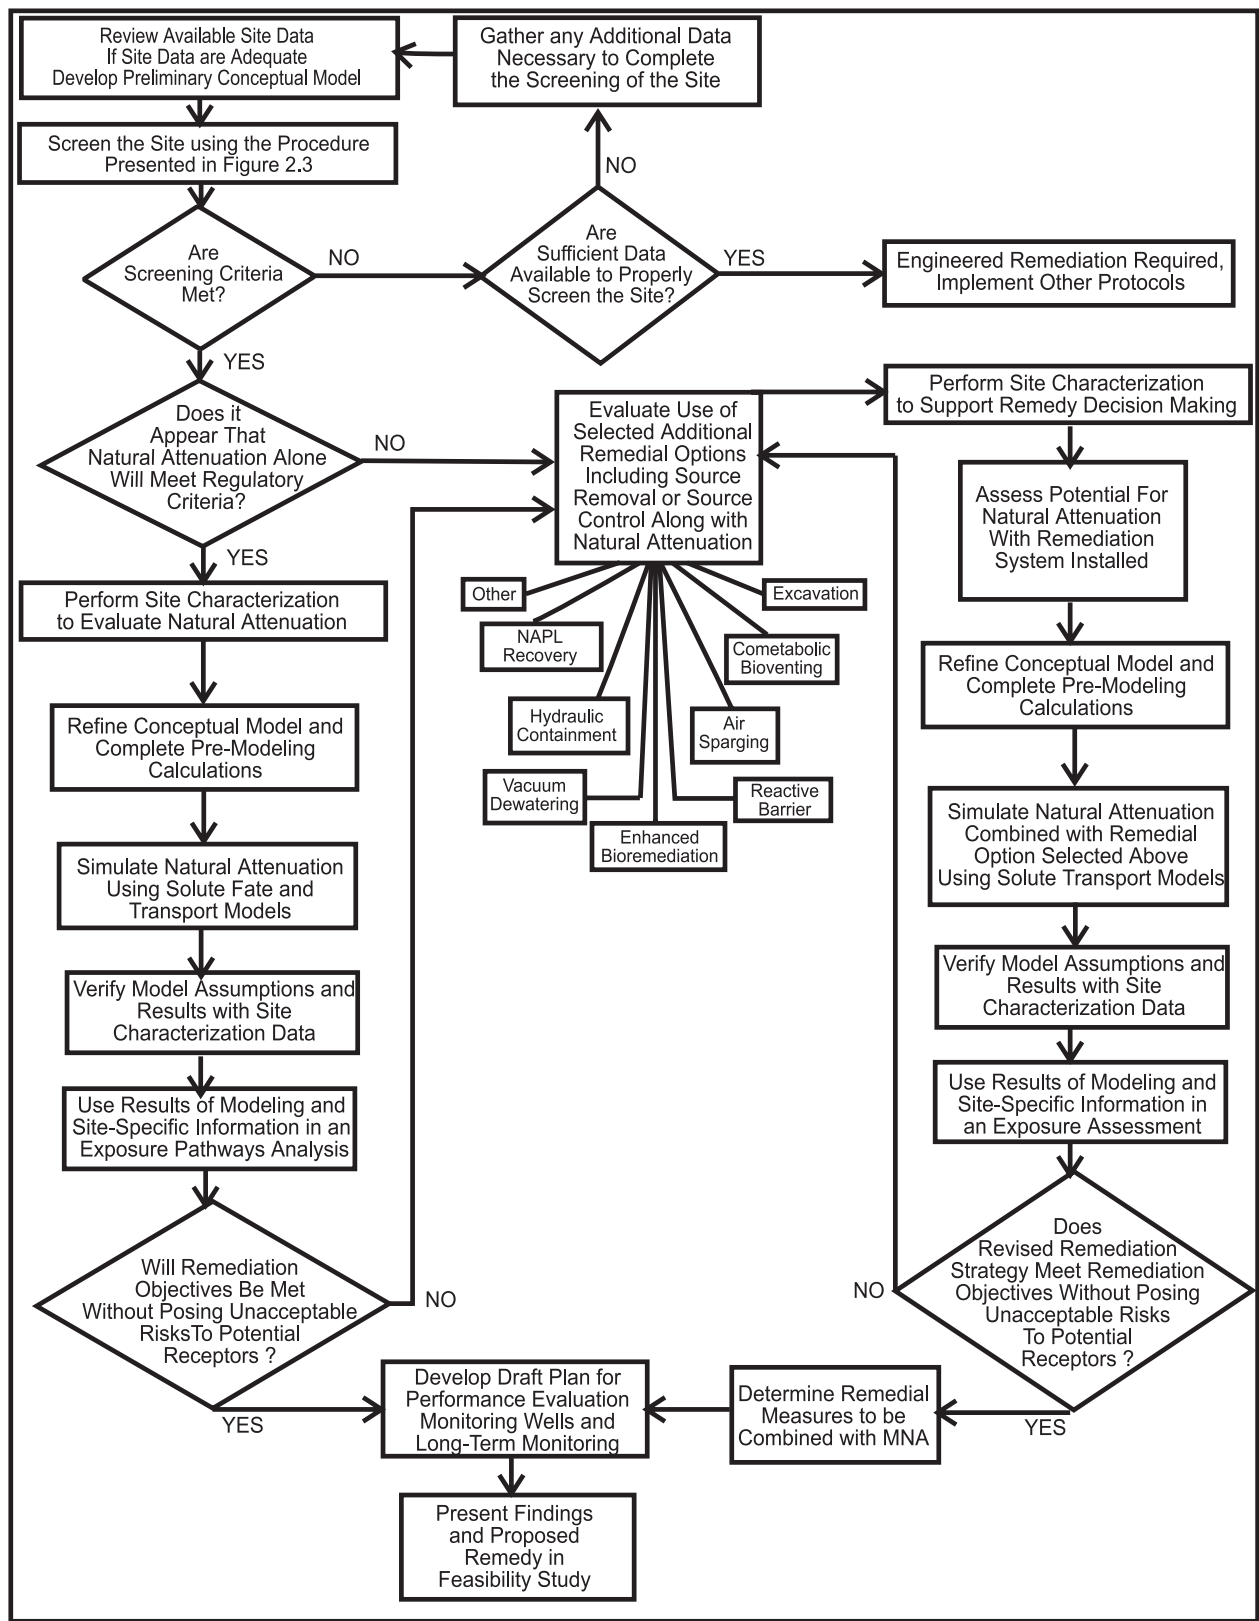 Review Available Site Data
If Site Data are Adequate
Develop Preliminary Conceptual Model
Gather any Additional Data
Necessary to Complete
the Screening of the Site
Screen the Site using the Procedure
Presented in Figure 2.3
NO
Are
Screening Criteria
Met?
NO
Are
Sufficient Data
Available to Properly
Screen the Site?
YES
Engineered Remediation Required,
Implement Other Protocols
YES
Does it
Appear That
Natural Attenuation Alone
Will Meet Regulatory
Criteria?
NO
Evaluate Use of
Selected Additional
Remedial Options
Including Source
Removal or Source
Control Along with
Natural Attenuation
Perform Site Characterization
to Support Remedy Decision Making
Assess Potential For
Natural Attenuation
With Remediation
System Installed
YES
Perform Site Characterization
to Evaluate Natural Attenuation
Other
Excavation
NAPL
Recovery
Cometabolic
Bioventing
Hydraulic
Containment
Air
Sparging
Vacuum
Dewatering
Reactive
Barrier
Enhanced
Bioremediation
Refine Conceptual Model and
Complete Pre-Modeling
Calculations
Refine Conceptual Model and
Complete Pre-Modeling
Calculations
Simulate Natural Attenuation
Using Solute Fate and
Transport Models
Simulate Natural Attenuation
Combined with Remedial
Option Selected Above
Using Solute Transport Models
Verify Model Assumptions and
Results with Site
Characterization Data
Verify Model Assumptions and
Results with Site
Characterization Data
Use Results of Modeling and
Site-Specific Information in an
Exposure Pathways Analysis
Use Results of Modeling and
Site-Specific Information in
an Exposure Assessment
Will Remediation
Objectives Be Met
Without Posing Unacceptable
RisksTo Potential
Receptors ?
NO
Does
Revised Remediation
Strategy Meet Remediation
Objectives Without Posing
Unacceptable Risks
To Potential
Receptors ?
NO
YES
Develop Draft Plan for
Performance Evaluation
Monitoring Wells and
Long-Term Monitoring
Determine Remedial
Measures to be
Combined with MNA
YES
Present Findings
and Proposed
Remedy in
Feasibility Study